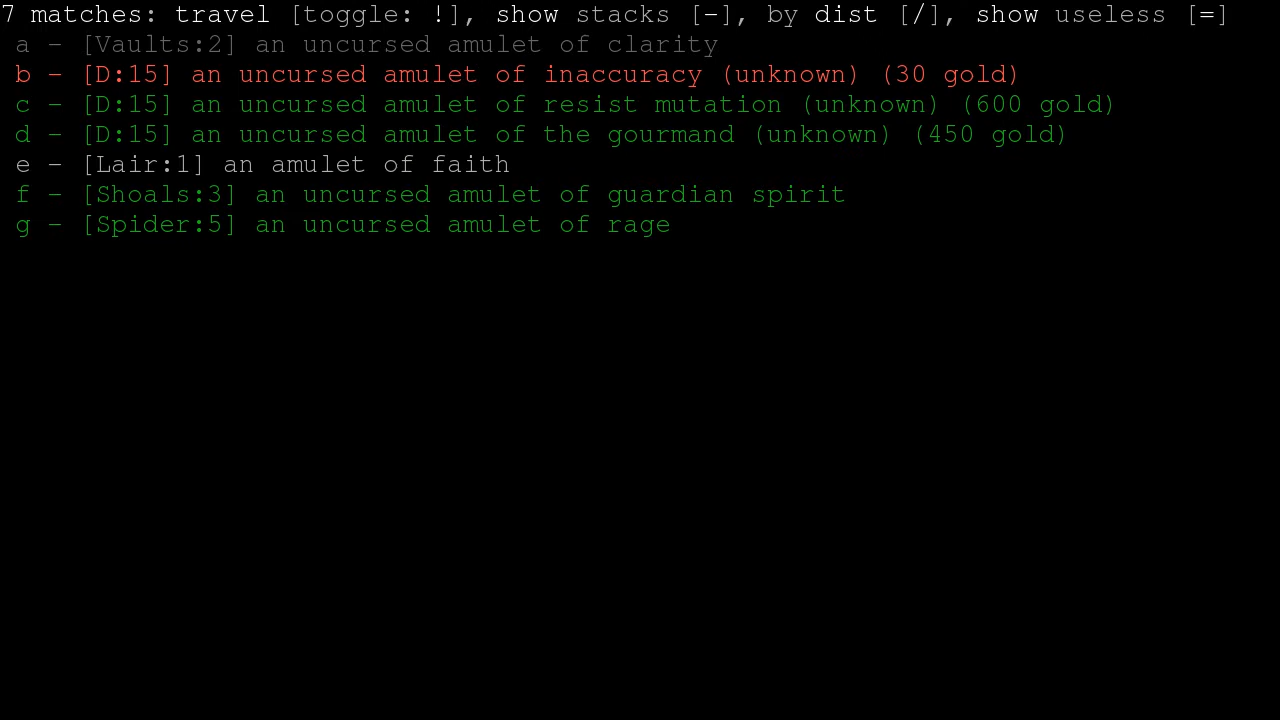 7 matches: travel [toggle: !], show stacks [-], by dist [/], show useless [=]
a - [Vaults:2] an uncursed amulet of clarity
b - [D:15] an uncursed amulet of inaccuracy (unknown) (30 gold)
c - [D:15] an uncursed amulet of resist mutation (unknown) (600 gold)
d - [D:15] an uncursed amulet of the gourmand (unknown) (450 gold)
e - [Lair:1] an amulet of faith
f - [Shoals:3] an uncursed amulet of guardian spirit
g - [Spider:5] an uncursed amulet of rage